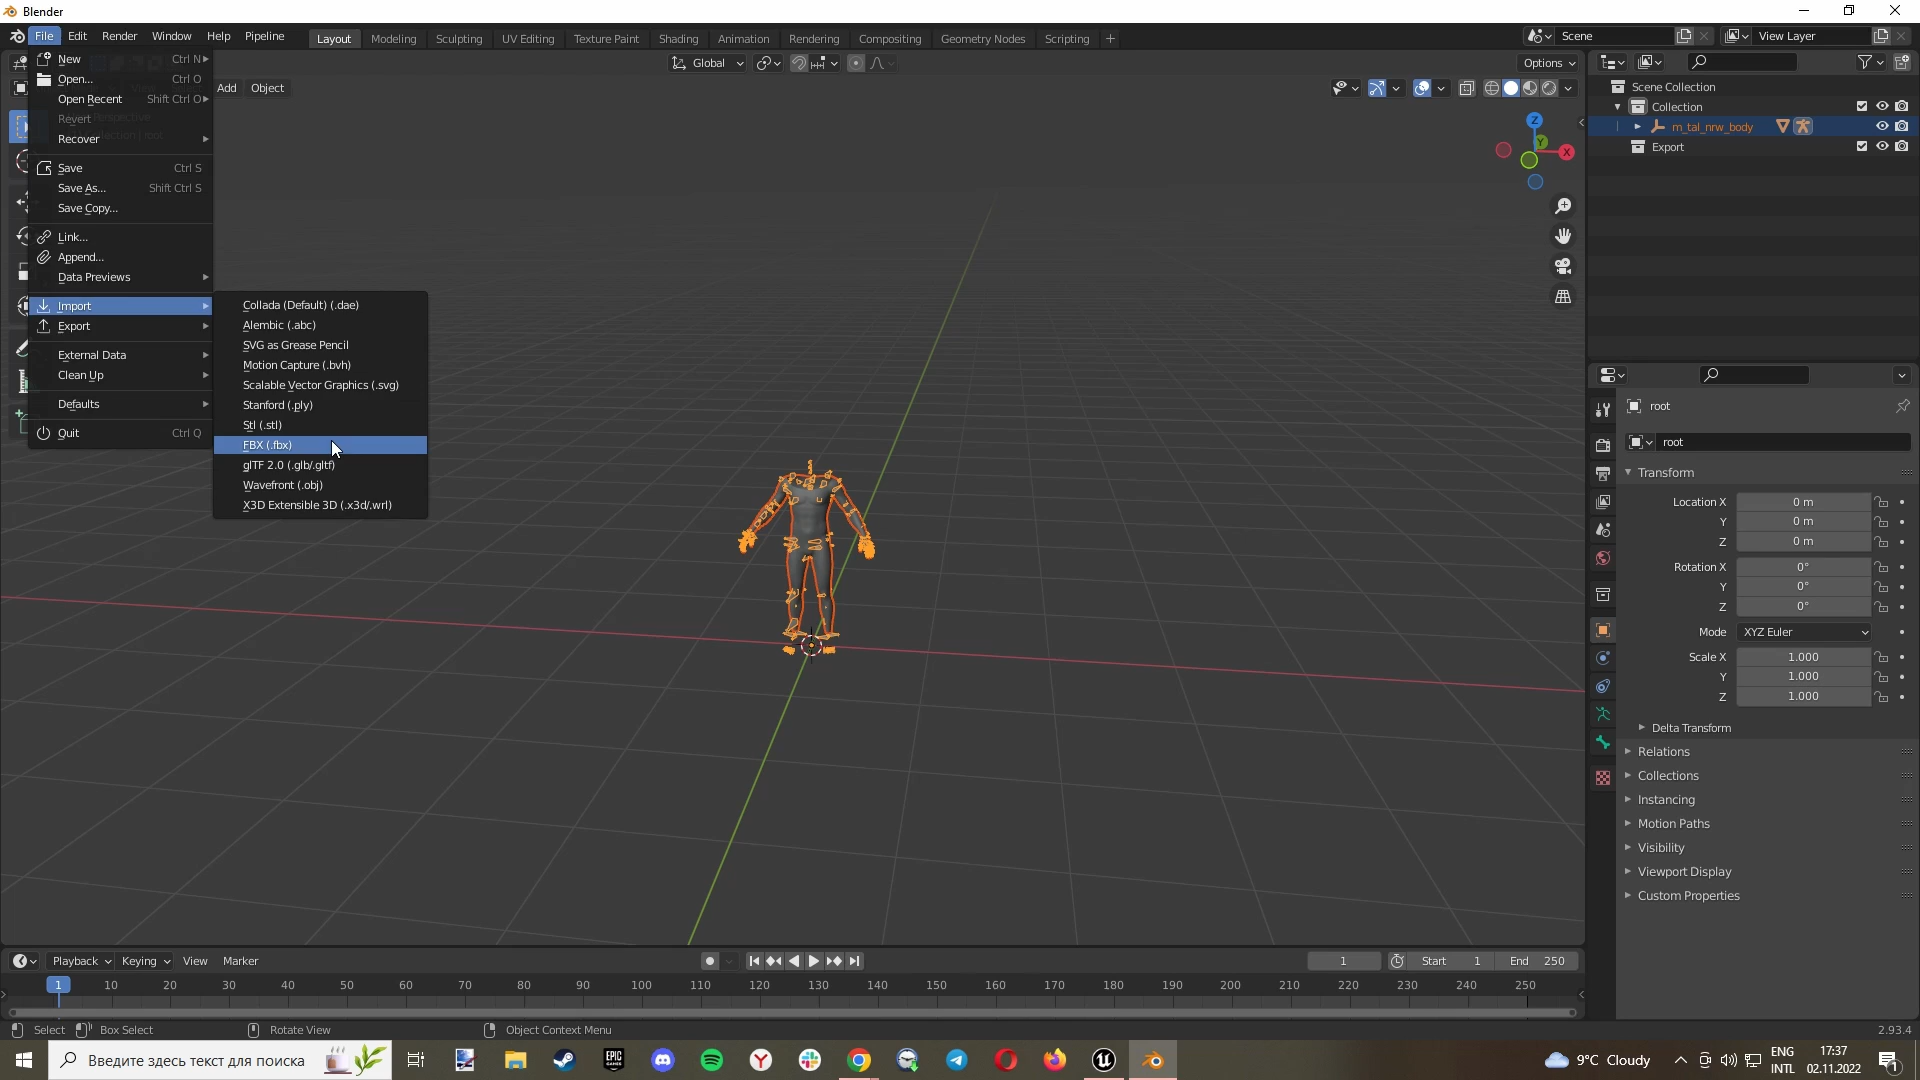 Blender
File Edit Render Window Help Pipeline Layout Modeling Sculpting UV Editing Texture Paint Shading Animation Rendering Compositing Geometry Nodes Scripting + Scene View Layer
New Ctrl N
Open... Ctrl O
Open Recent Shift Ctrl O
Revert
Recover
Save Ctrl S
Save As... Shift Ctrl S
Save Copy...
Link...
Append...
Data Previews
Import
Export
External Data
Clean Up
Defaults
Quit Ctrl Q
Collada (Default) (.dae)
Alembic (.abc)
SVG as Grease Pencil
Motion Capture (.bvh)
Scalable Vector Graphics (.svg)
Stanford (.ply)
Stl (.stl)
FBX (.fbx)
glTF 2.0 (.glb/.gltf)
Wavefront (.obj)
X3D Extensible 3D (.x3d/.wrl)
Global
Options
Add Object
Z
Y
X
Scene Collection
Collection
m_tal_nrw_body
Export
root
root
Transform
Location X 0 m
Y 0 m
Z 0 m
Rotation X 0°
Y 0°
Z 0°
Mode XYZ Euler
Scale X 1.000
Y 1.000
Z 1.000
Delta Transform
Relations
Collections
Instancing
Motion Paths
Visibility
Viewport Display
Custom Properties
Playback Keying View Marker 1 Start 1 End 250
1 10 20 30 40 50 60 70 80 90 100 110 120 130 140 150 160 170 180 190 200 210 220 230 240 250
Select Box Select Rotate View Object Context Menu 2.93.4
Введите здесь текст для поиска
EPIC GAMES
9°C Cloudy
ENG
INTL
17:37
02.11.2022
1